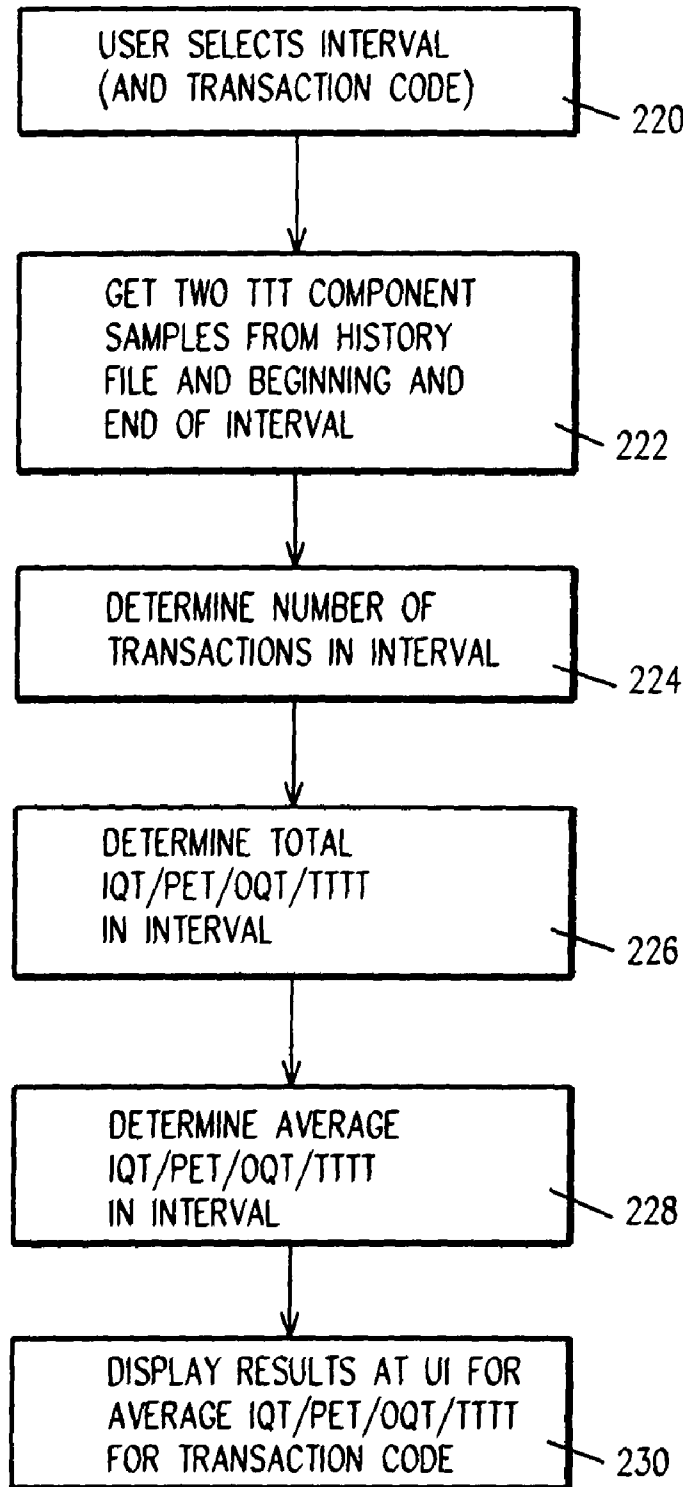 USER SELECTS INTERVAL
(AND TRANSACTION CODE)
220
GET TWO TTT COMPONENT
SAMPLES FROM HISTORY
FILE AND BEGINNING AND
END OF INTERVAL
222
DETERMINE NUMBER OF
TRANSACTIONS IN INTERVAL
224
DETERMINE TOTAL
IQT/PET/OQT/TTTT
IN INTERVAL
226
DETERMINE AVERAGE
IQT/PET/OQT/TTTT
IN INTERVAL
228
DISPLAY RESULTS AT UI FOR
AVERAGE IQT/PET/OQT/TTTT
FOR TRANSACTION CODE
230